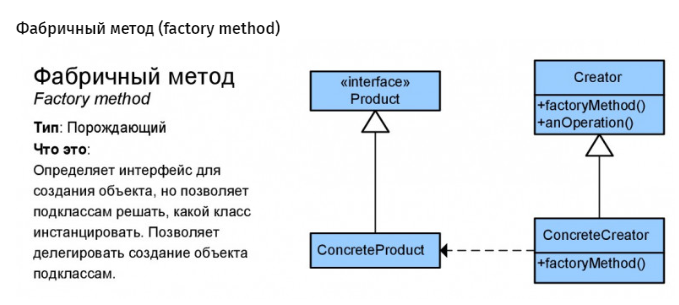 Фабричный метод (factory method)
Фабричный метод
Factory method
Тип: Порождающий
Что это:
Определяет интерфейс для
создания объекта, но позволяет
подклассам решать, какой класс
инстанцировать. Позволяет
делегировать создание объекта
подклассам.
«interface»
Product
ConcreteProduct
Creator
+factoryMethod()
+anOperation()
ConcreteCreator
+factoryMethod()